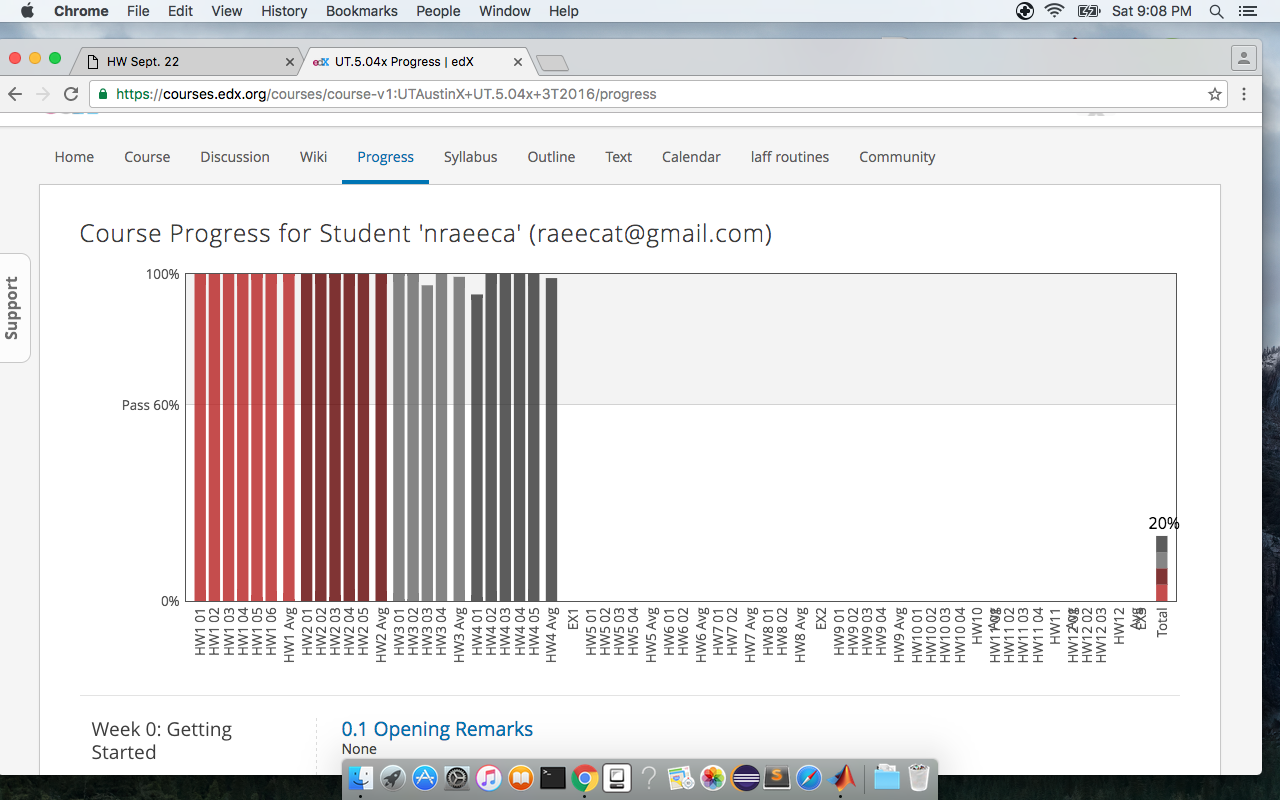 Chrome File Edit View History Bookmarks People Window Help Sat 9:08 PM
HW Sept. 22 edX UT.5.04x Progress | edX
https://courses.edx.org/courses/course-v1:UTAustinX+UT.5.04x+3T2016/progress
Home Course Discussion Wiki Progress Syllabus Outline Text Calendar laff routines Community
Support
Course Progress for Student 'nraeeca' (raeecat@gmail.com)
100%
Pass 60%
0%
20%
HW1 01
HW1 02
HW1 03
HW1 04
HW1 05
HW1 06
HW1 Avg
HW2 01
HW2 02
HW2 03
HW2 04
HW2 05
HW2 Avg
HW3 01
HW3 02
HW3 03
HW3 04
HW3 Avg
HW4 01
HW4 02
HW4 03
HW4 04
HW4 05
HW4 Avg
EX1
HW5 01
HW5 02
HW5 03
HW5 04
HW5 Avg
HW6 01
HW6 02
HW6 Avg
HW7 01
HW7 02
HW7 Avg
HW8 01
HW8 02
HW8 Avg
EX2
HW9 01
HW9 02
HW9 03
HW9 04
HW9 Avg
HW10 01
HW10 02
HW10 03
HW10 04
HW10 Avg
HW11 02
HW11 03
HW11 04
HW11 Avg
HW12 02
HW12 03
HW12 Avg
Total
Week 0: Getting
Started
0.1 Opening Remarks
None